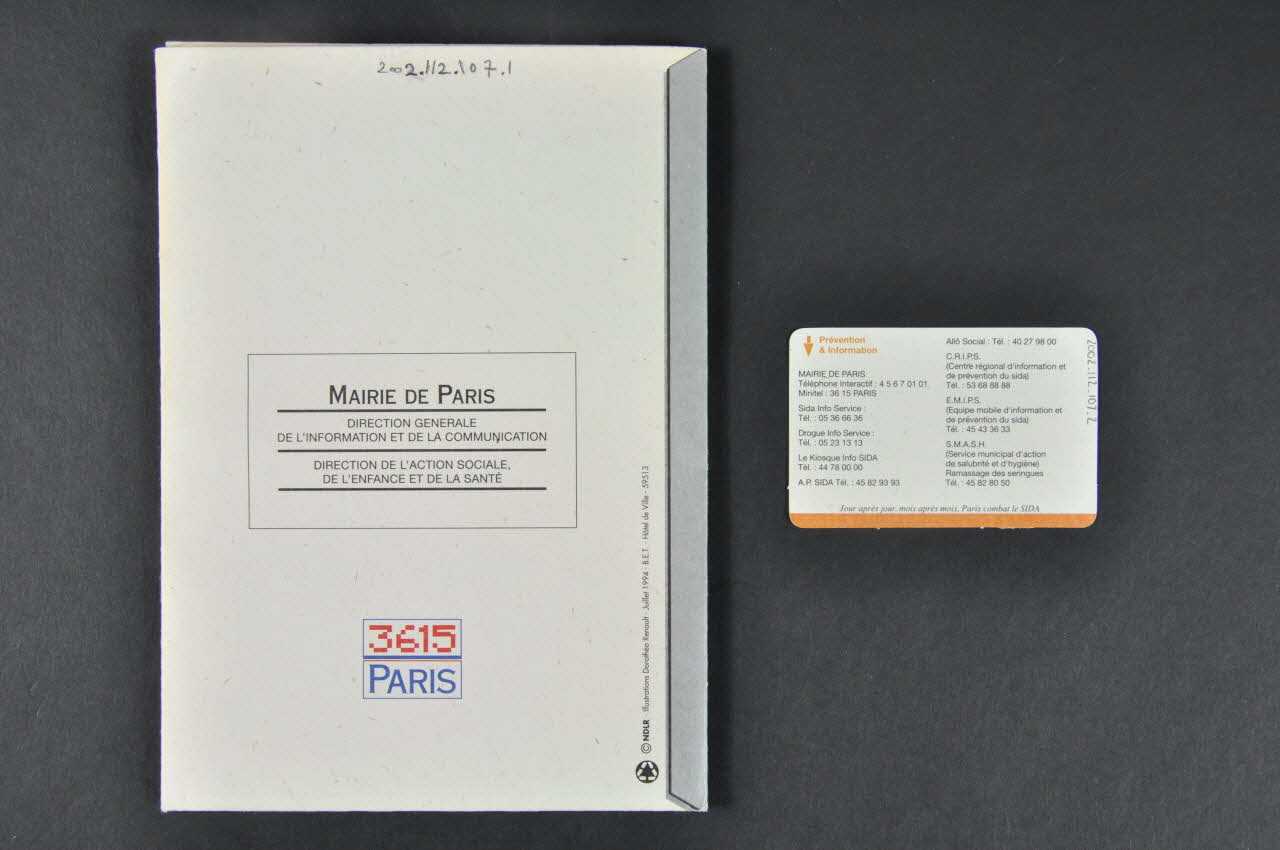 2002.112.107.1
MAIRIE DE PARIS
DIRECTION GENERALE
DE L'INFORMATION ET DE LA COMMUNICATION
DIRECTION DE L'ACTION SOCIALE,
DE L'ENFANCE ET DE LA SANTÉ
3615
PARIS
© NDLR - Illustrations Dorothéo Renault - Juillet 1994 - B.E.T. - Hôtel de Ville - 59513
Prévention
& Information
MAIRIE DE PARIS
Téléphone Interactif : 4 5 6 7 01 01
Minitel : 36 15 PARIS
Sida Info Service :
Tél. : 05 36 66 36
Drogue Info Service :
Tél. : 05 23 13 13
Le Kiosque Info SIDA
Tél. : 44 78 00 00
A.P. SIDA Tél. : 45 82 93 93
Allô Social : Tél. : 40 27 98 00
C.R.I.P.S.
(Centre régional d'information et
de prévention du sida)
Tél. : 53 68 88 88
E.M.I.P.S.
(Equipe mobile d'information et
de prévention du sida)
Tél. : 45 43 36 33
S.M.A.S.H.
(Service municipal d'action
de salubrité et d'hygiène)
Ramassage des seringues
Tél. : 45 82 80 50
Jour après jour, mois après mois, Paris combat le SIDA
2002.112.107.2